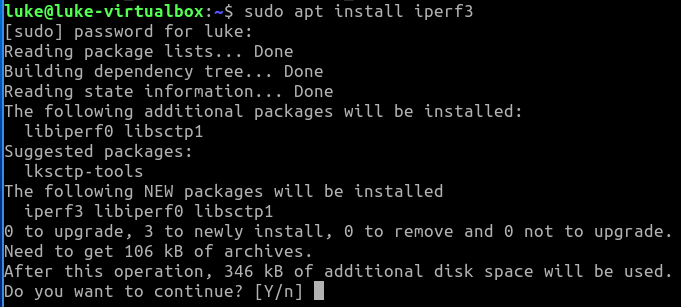 luke@luke-virtualbox:~$ sudo apt install iperf3
[sudo] password for luke:
Reading package lists... Done
Building dependency tree... Done
Reading state information... Done
The following additional packages will be installed:
  libiperf0 libsctp1
Suggested packages:
  lksctp-tools
The following NEW packages will be installed
  iperf3 libiperf0 libsctp1
0 to upgrade, 3 to newly install, 0 to remove and 0 not to upgrade.
Need to get 106 kB of archives.
After this operation, 346 kB of additional disk space will be used.
Do you want to continue? [Y/n]